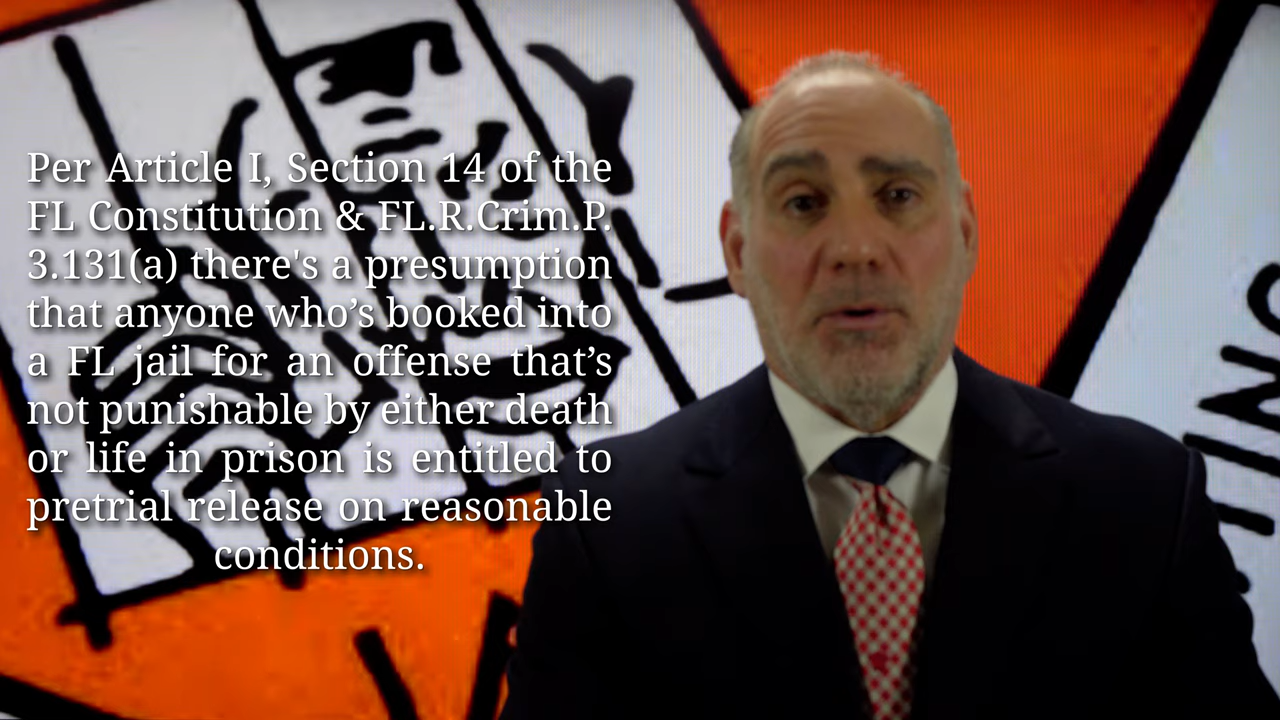 Per Article I, Section 14 of the
FL Constitution & FL.R.Crim.P.
3.131(a) there's a presumption
that anyone who’s booked into
a FL jail for an offense that’s
not punishable by either death
or life in prison is entitled to
pretrial release on reasonable
conditions.